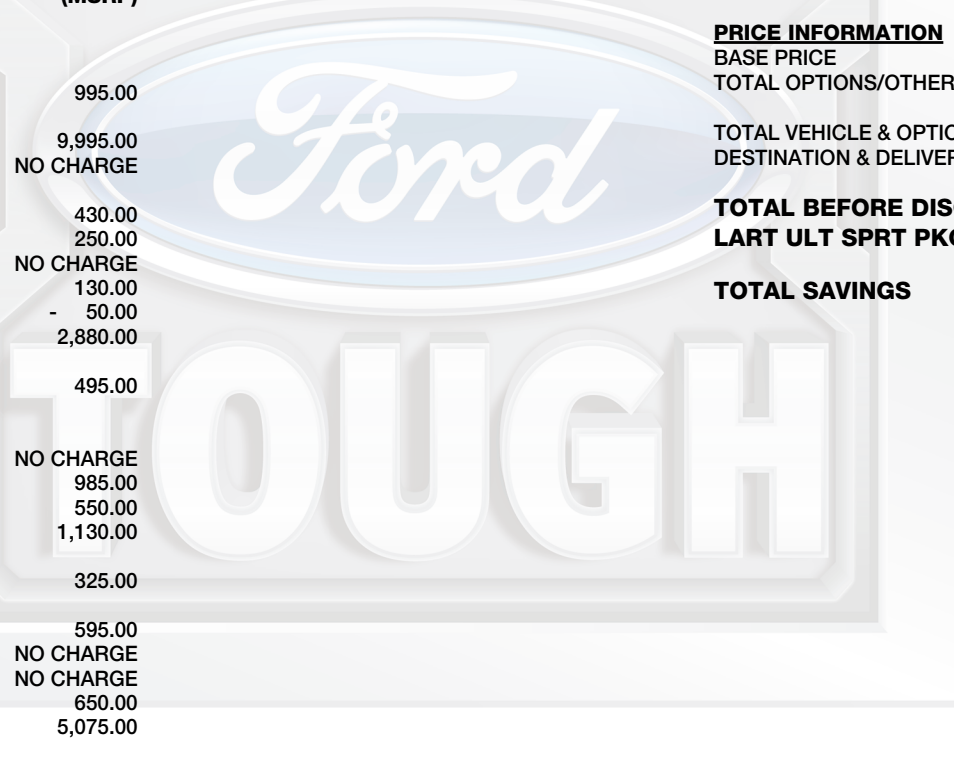 (MSRP)
995.00
9,995.00
NO CHARGE
430.00
250.00
NO CHARGE
130.00
- 50.00
2,880.00
495.00
NO CHARGE
985.00
550.00
1,130.00
325.00
595.00
NO CHARGE
NO CHARGE
650.00
5,075.00
PRICE INFORMATION
BASE PRICE
TOTAL OPTIONS/OTHER
TOTAL VEHICLE & OPTIO
DESTINATION & DELIVER
TOTAL BEFORE DISC
LART ULT SPRT PKG
TOTAL SAVINGS
Ford
TOUGH